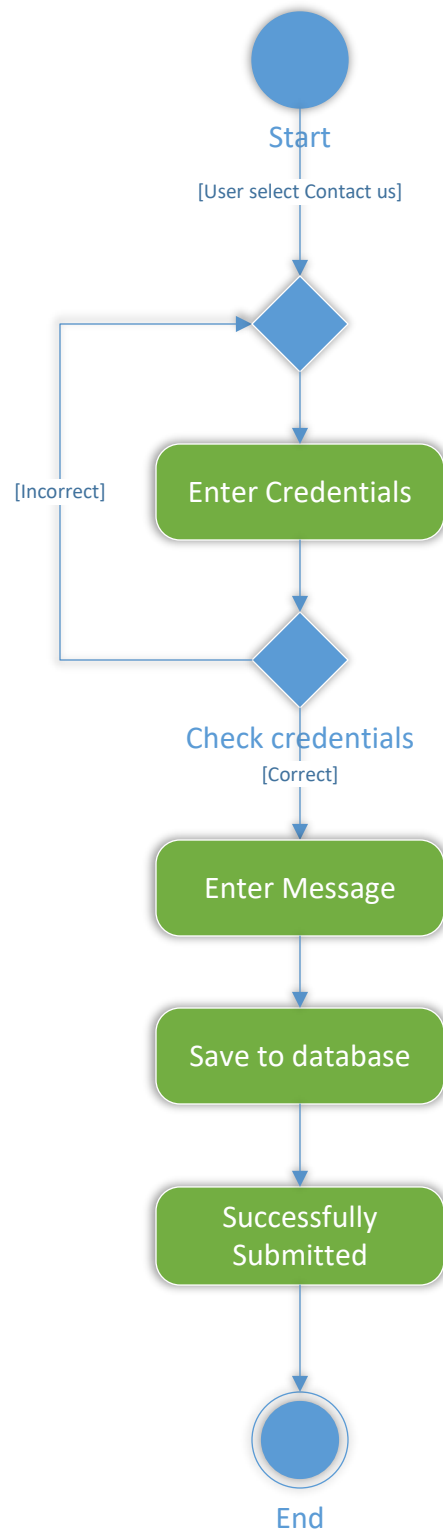 Start
[User select Contact us]
Enter Credentials
[Incorrect]
Check credentials
[Correct]
Enter Message
Save to database
Successfully
Submitted
End